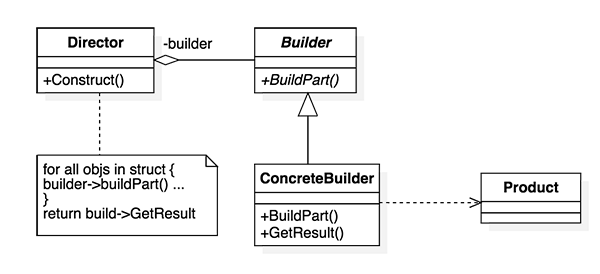 Director
-builder
Builder
+Construct()
+BuildPart()
for all objs in struct {
builder->buildPart() ...
}
return build->GetResult
ConcreteBuilder
+BuildPart()
+GetResult()
Product